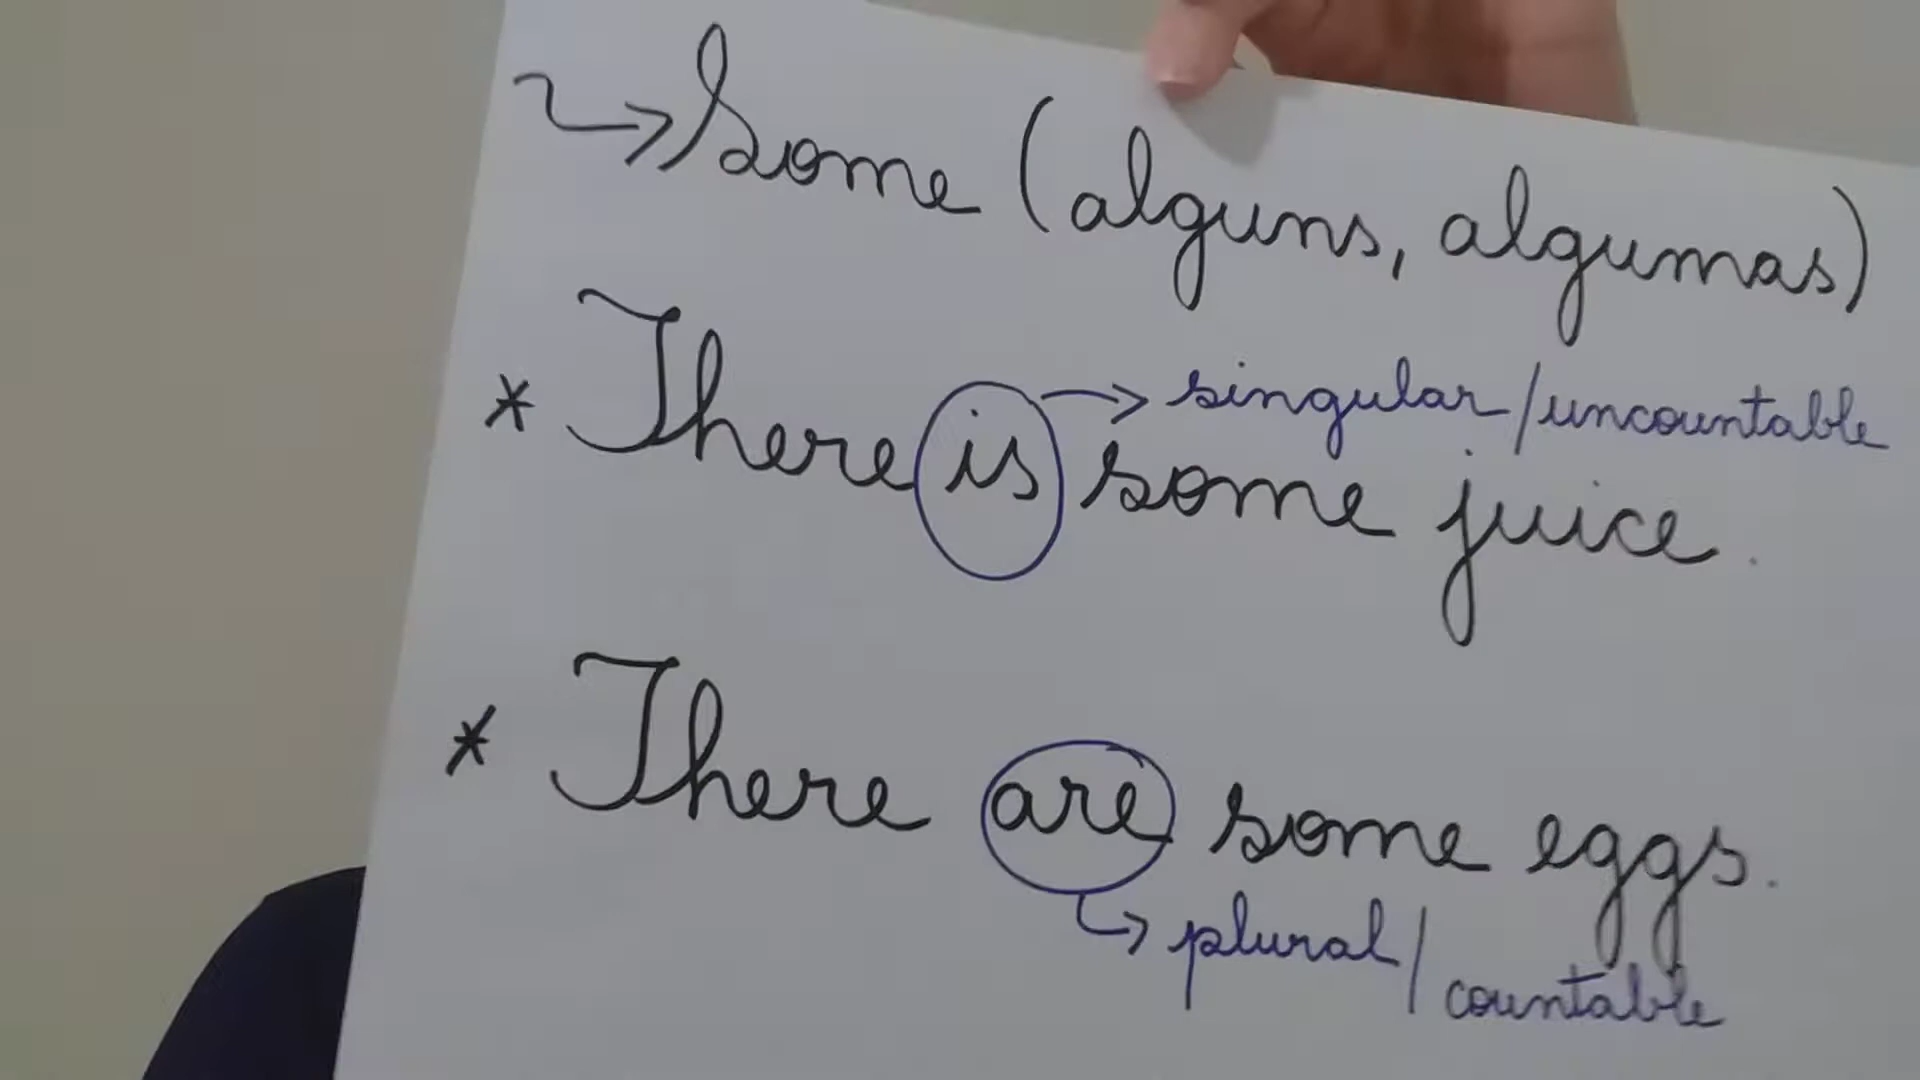 Some (alguns, algumas)
→ singular/uncountable
* There is some juice.
* There are some eggs.
↳ plural/countable